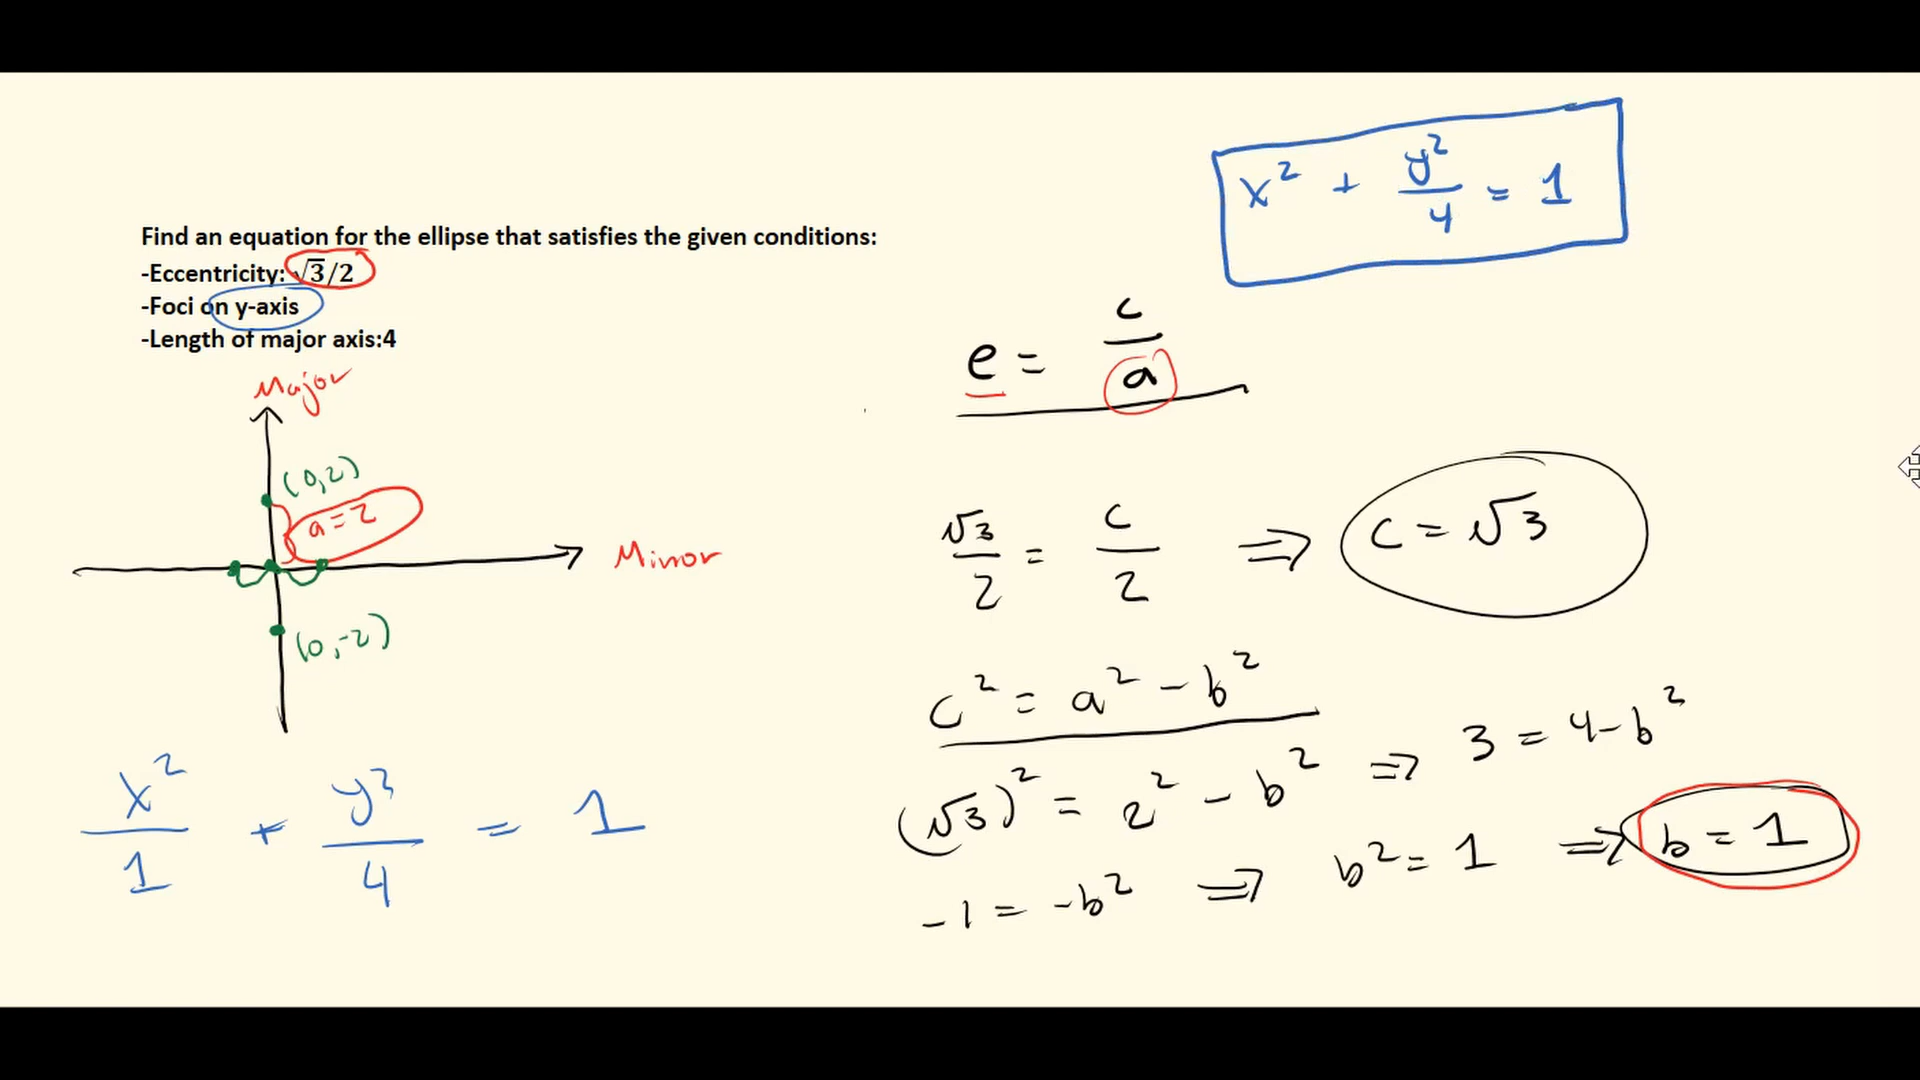 Find an equation for the ellipse that satisfies the given conditions:
-Eccentricity: √3/2
-Foci on y-axis
-Length of major axis:4
Major
(0,2)
a=2
Minor
(0,-2)
x²/1 + y²/4 = 1
x² + y²/4 = 1
e = c/a
√3/2 = c/2 ⇒ c = √3
c² = a² - b²
(√3)² = 2² - b² ⇒ 3 = 4-b²
-1 = -b² ⇒ b² = 1 ⇒ b = 1